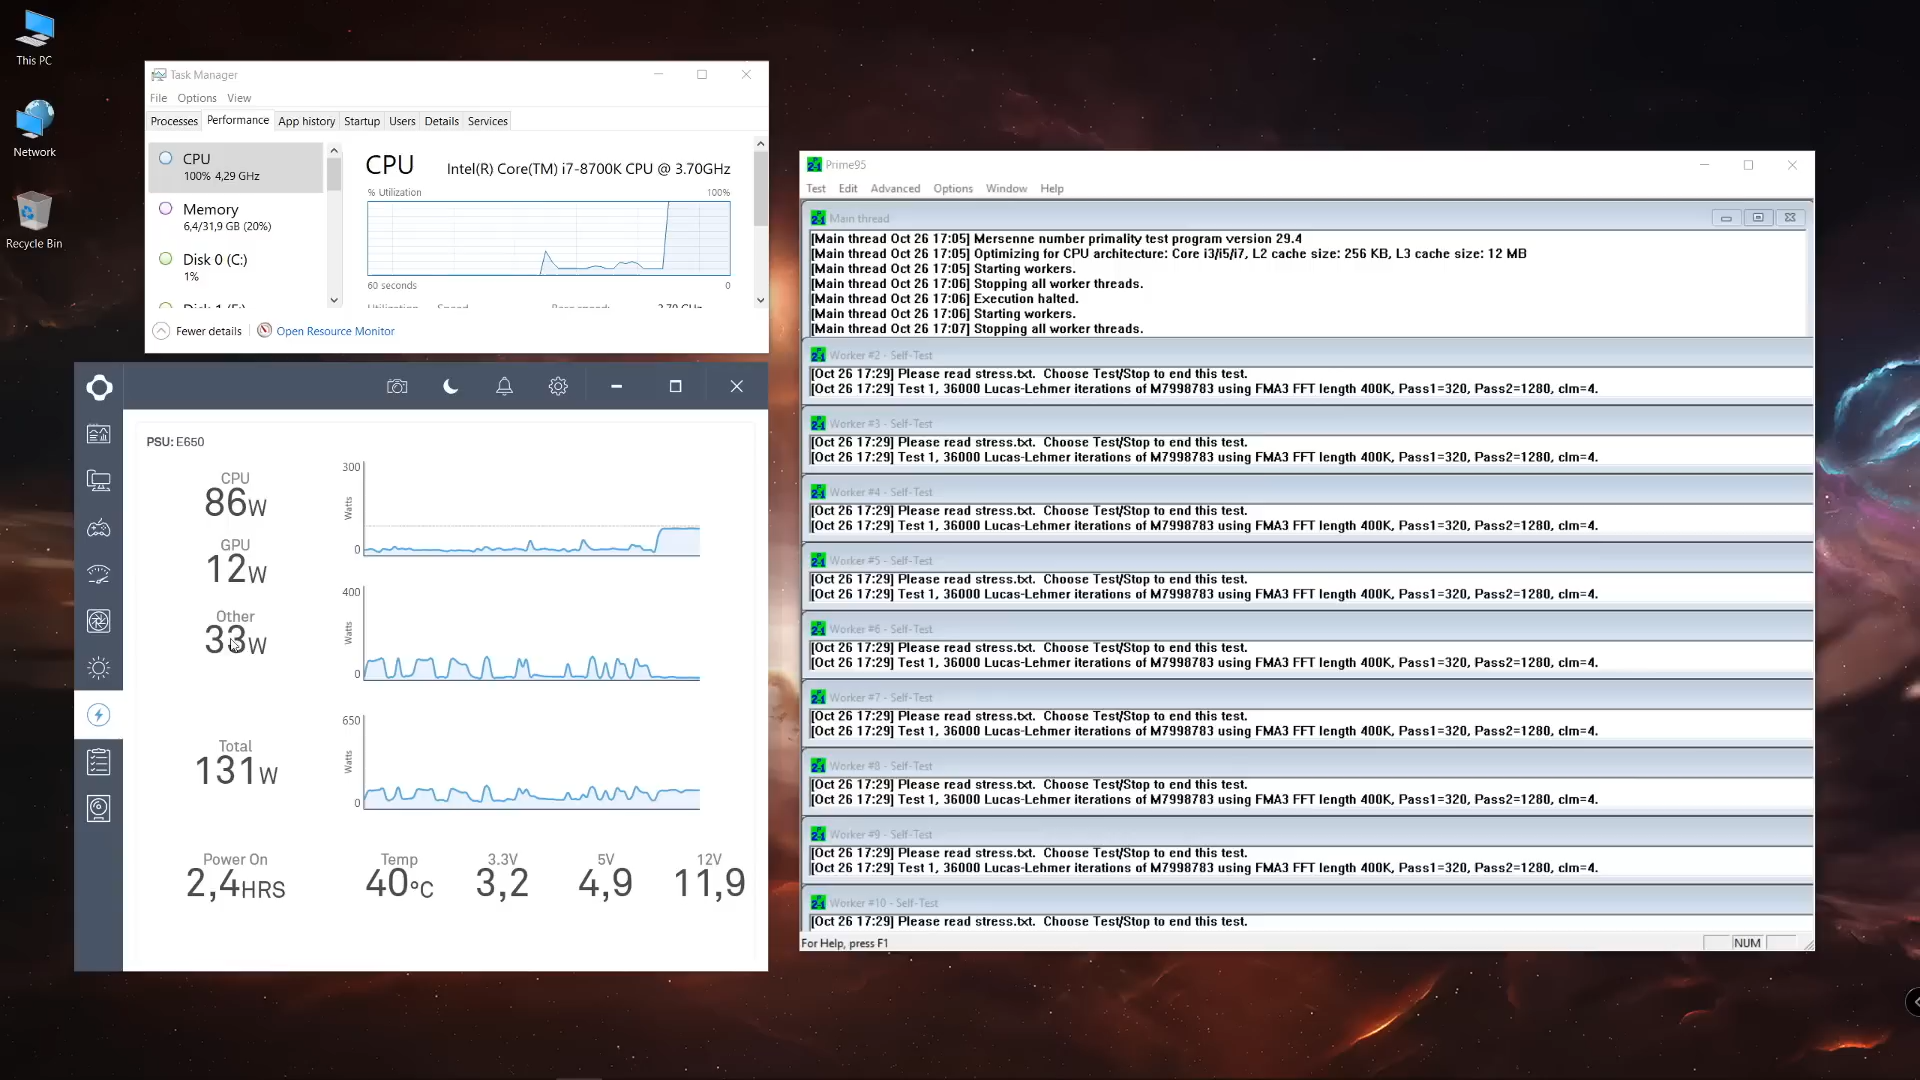 This PC
Network
Recycle Bin
Task Manager
File Options View
Processes Performance App history Startup Users Details Services
CPU
100% 4,29 GHz
Memory
6,4/31,9 GB (20%)
Disk 0 (C:)
1%
CPU Intel(R) Core(TM) i7-8700K CPU @ 3.70GHz
% Utilization 100%
60 seconds 0
Fewer details Open Resource Monitor
PSU: E650
CPU
86W
GPU
12W
Other
33W
Total
131W
300
Watts
0
400
Watts
0
650
Watts
0
Power On
2,4HRS
Temp
40°C
3.3V
3,2
5V
4,9
12V
11,9
Prime95
Test Edit Advanced Options Window Help
Main thread
[Main thread Oct 26 17:05] Mersenne number primality test program version 29.4
[Main thread Oct 26 17:05] Optimizing for CPU architecture: Core i3/i5/i7, L2 cache size: 256 KB, L3 cache size: 12 MB
[Main thread Oct 26 17:05] Starting workers.
[Main thread Oct 26 17:06] Stopping all worker threads.
[Main thread Oct 26 17:06] Execution halted.
[Main thread Oct 26 17:06] Starting workers.
[Main thread Oct 26 17:07] Stopping all worker threads.
Worker #2 - Self-Test
[Oct 26 17:29] Please read stress.txt. Choose Test/Stop to end this test.
[Oct 26 17:29] Test 1, 36000 Lucas-Lehmer iterations of M7998783 using FMA3 FFT length 400K, Pass1=320, Pass2=1280, clm=4.
Worker #3 - Self-Test
[Oct 26 17:29] Please read stress.txt. Choose Test/Stop to end this test.
[Oct 26 17:29] Test 1, 36000 Lucas-Lehmer iterations of M7998783 using FMA3 FFT length 400K, Pass1=320, Pass2=1280, clm=4.
Worker #4 - Self-Test
[Oct 26 17:29] Please read stress.txt. Choose Test/Stop to end this test.
[Oct 26 17:29] Test 1, 36000 Lucas-Lehmer iterations of M7998783 using FMA3 FFT length 400K, Pass1=320, Pass2=1280, clm=4.
Worker #5 - Self-Test
[Oct 26 17:29] Please read stress.txt. Choose Test/Stop to end this test.
[Oct 26 17:29] Test 1, 36000 Lucas-Lehmer iterations of M7998783 using FMA3 FFT length 400K, Pass1=320, Pass2=1280, clm=4.
Worker #6 - Self-Test
[Oct 26 17:29] Please read stress.txt. Choose Test/Stop to end this test.
[Oct 26 17:29] Test 1, 36000 Lucas-Lehmer iterations of M7998783 using FMA3 FFT length 400K, Pass1=320, Pass2=1280, clm=4.
Worker #7 - Self-Test
[Oct 26 17:29] Please read stress.txt. Choose Test/Stop to end this test.
[Oct 26 17:29] Test 1, 36000 Lucas-Lehmer iterations of M7998783 using FMA3 FFT length 400K, Pass1=320, Pass2=1280, clm=4.
Worker #8 - Self-Test
[Oct 26 17:29] Please read stress.txt. Choose Test/Stop to end this test.
[Oct 26 17:29] Test 1, 36000 Lucas-Lehmer iterations of M7998783 using FMA3 FFT length 400K, Pass1=320, Pass2=1280, clm=4.
Worker #9 - Self-Test
[Oct 26 17:29] Please read stress.txt. Choose Test/Stop to end this test.
[Oct 26 17:29] Test 1, 36000 Lucas-Lehmer iterations of M7998783 using FMA3 FFT length 400K, Pass1=320, Pass2=1280, clm=4.
Worker #10 - Self-Test
[Oct 26 17:29] Please read stress.txt. Choose Test/Stop to end this test.
For Help, press F1 NUM